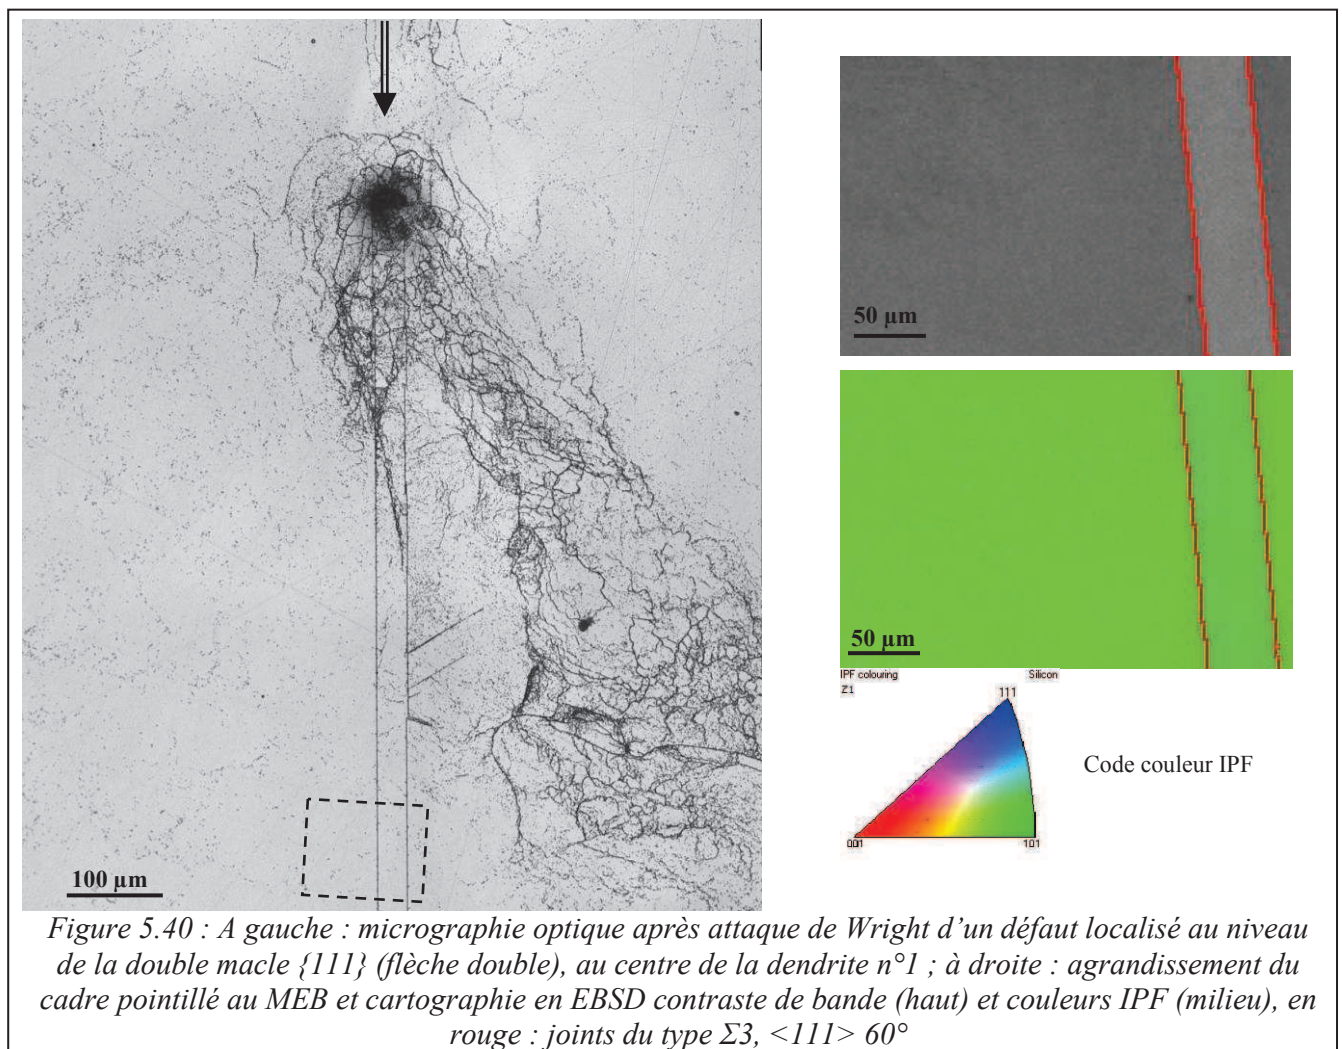 100 µm
50 µm
50 µm
IPF colouring
Silicon
Z1
111
001
101
Code couleur IPF
Figure 5.40 : A gauche : micrographie optique après attaque de Wright d'un défaut localisé au niveau
de la double macle {111} (flèche double), au centre de la dendrite n°1 ; à droite : agrandissement du
cadre pointillé au MEB et cartographie en EBSD contraste de bande (haut) et couleurs IPF (milieu), en
rouge : joints du type Σ3, <111> 60°